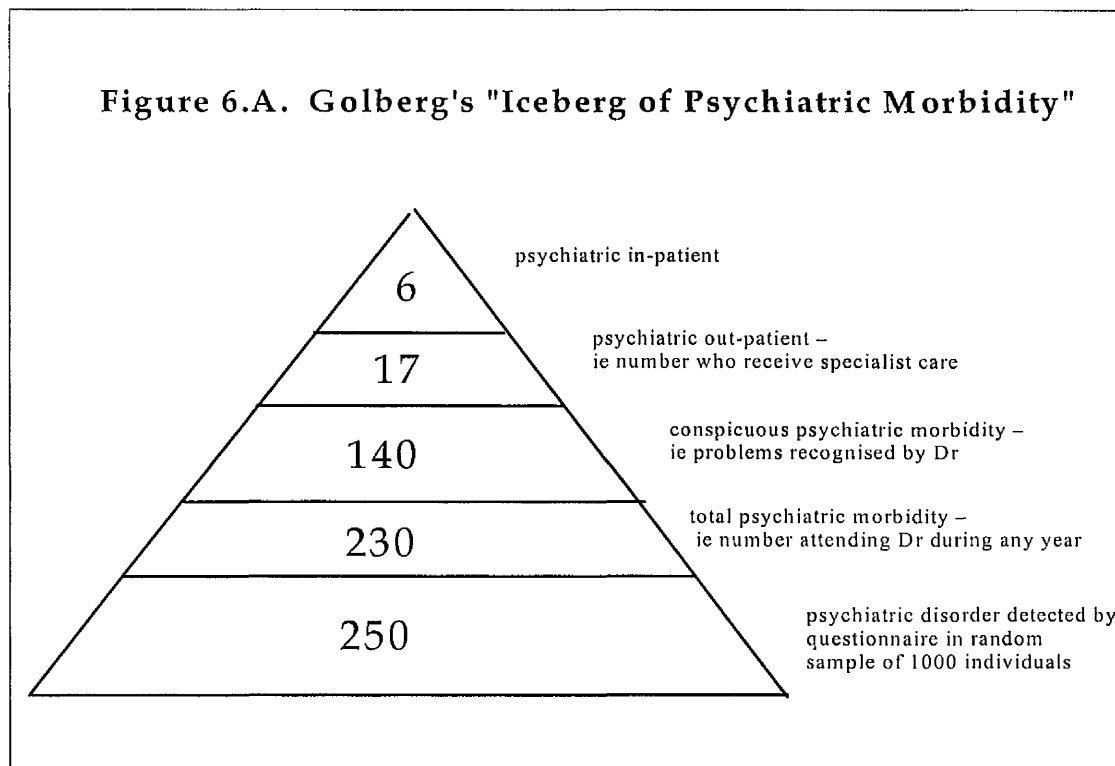 Figure 6.A. Golberg's "Iceberg of Psychiatric Morbidity"
6
psychiatric in-patient
17
psychiatric out-patient –
ie number who receive specialist care
140
conspicuous psychiatric morbidity –
ie problems recognised by Dr
230
total psychiatric morbidity –
ie number attending Dr during any year
250
psychiatric disorder detected by
questionnaire in random
sample of 1000 individuals